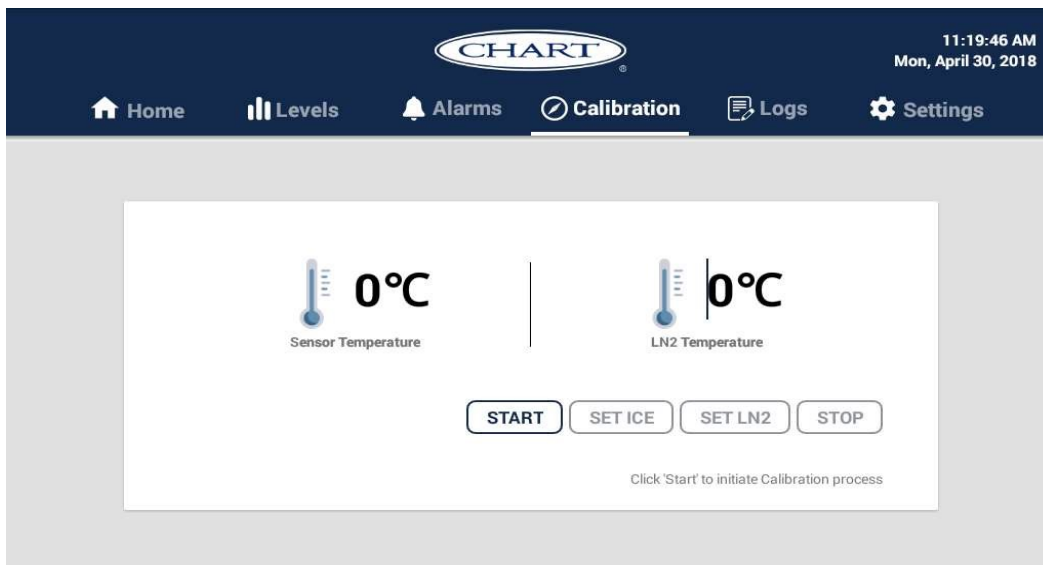 CHART
®
11:19:46 AM
Mon, April 30, 2018
Home Levels Alarms Calibration Logs Settings
0°C 0°C
Sensor Temperature LN2 Temperature
START SET ICE SET LN2 STOP
Click 'Start' to initiate Calibration process